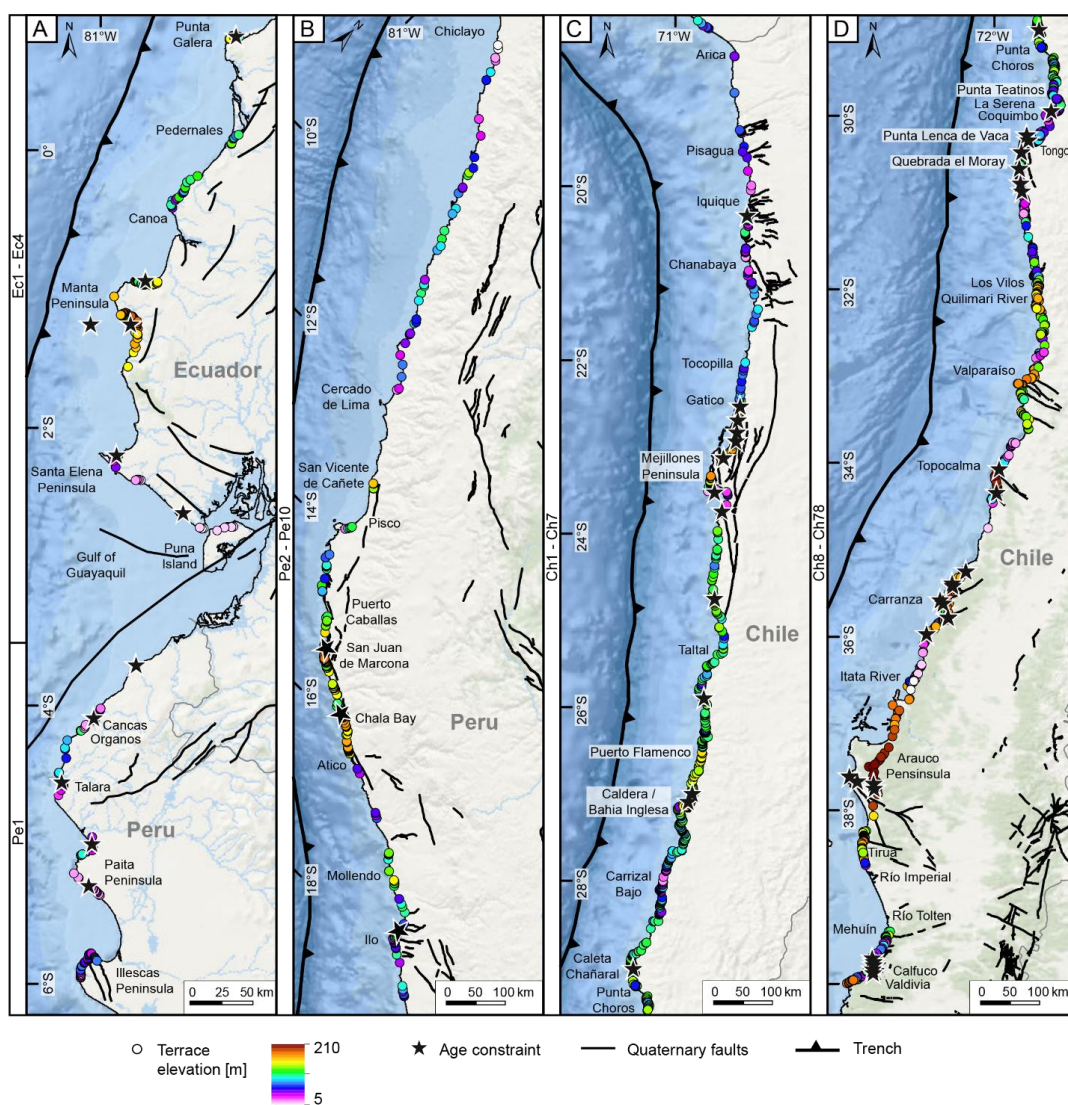 A
81°W
Punta
Galera
Pedernales
0°
Canoa
Ec1 - Ec4
Manta
Peninsula
Ecuador
2°S
Santa Elena
Peninsula
Puna
Island
Gulf of
Guayaquil
4°S
Cancas
Organos
Talara
Pe1
Peru
Paita
Peninsula
Illescas
Peninsula
6°S
0 25 50 km
B
81°W
Chiclayo
10°S
12°S
Cercado
de Lima
San Vicente
de Cañete
14°S
Pisco
Pe2 - Pe10
Puerto
Caballas
San Juan
de Marcona
16°S
Chala Bay
Peru
Atico
18°S
Mollendo
Ilo
0 50 100 km
C
71°W
Arica
Pisagua
20°S
Iquique
Chanabaya
22°S
Tocopilla
Gatico
Mejillones
Peninsula
24°S
Ch1 - Ch7
Chile
Taltal
26°S
Puerto Flamenco
Caldera /
Bahia Inglesa
28°S
Carrizal
Bajo
Caleta
Chañaral
Punta
Choros
0 50 100 km
D
72°W
Punta
Choros
Punta Teatinos
La Serena
Coquimbo
30°S
Punta Lenca de Vaca
Tongo
Quebrada el Moray
32°S
Los Vilos
Quilimari River
Valparaíso
34°S
Topocalma
Ch8 - Ch78
Chile
Carranza
36°S
Itata River
Arauco
Pensinsula
38°S
Tirua
Río Imperial
Río Tolten
Mehuín
Calfuco
Valdivia
0 50 100 km
Terrace
elevation [m]
210
5
Age constraint
Quaternary faults
Trench